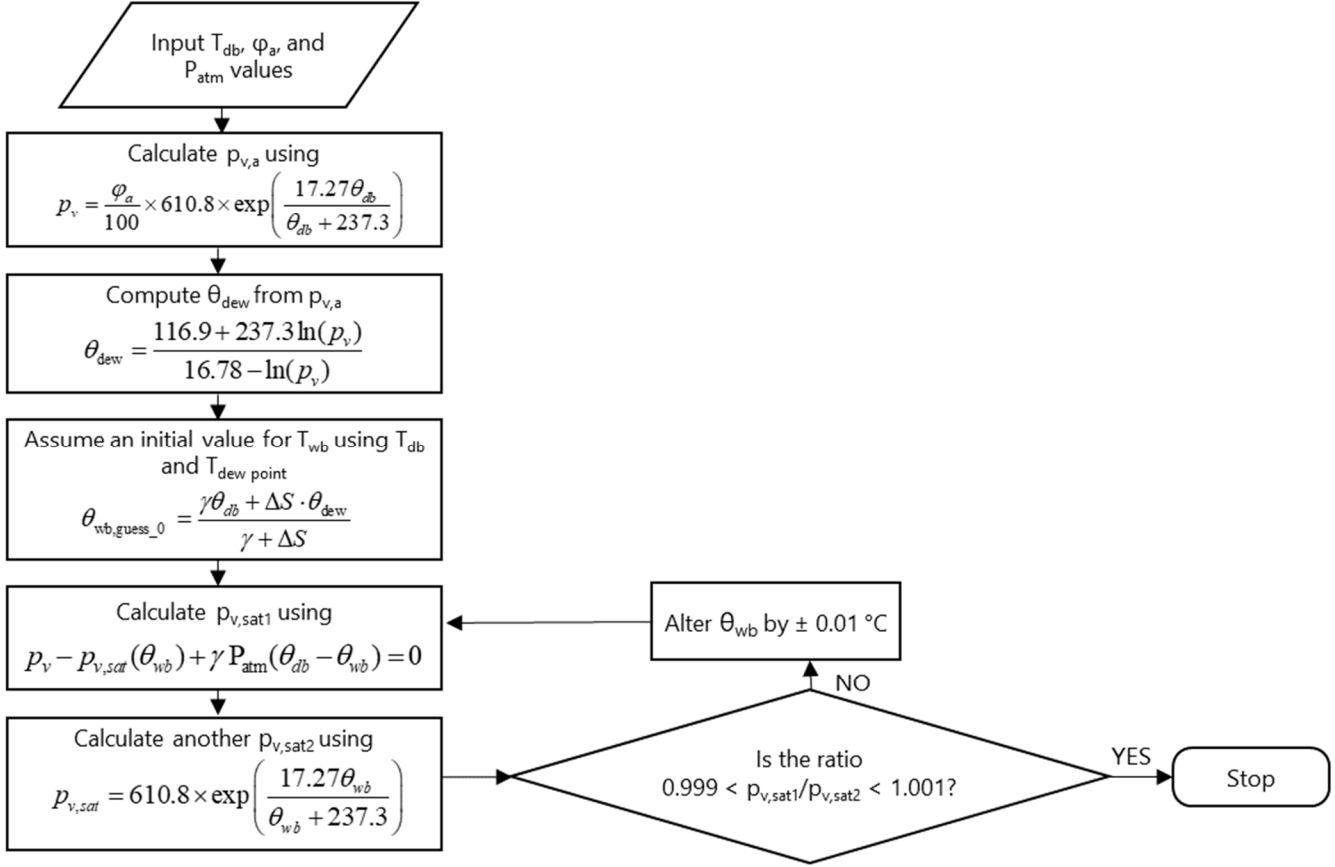 Input T_db, φ_a, and
P_atm values
Calculate p_v,a using
p_v = φ_a/100 × 610.8 × exp(17.27θ_db/(θ_db + 237.3))
Compute θ_dew from p_v,a
θ_dew = (116.9 + 237.3 ln(p_v))/(16.78 − ln(p_v))
Assume an initial value for T_wb using T_db
and T_dew point
θ_wb,guess_0 = (γθ_db + ΔS · θ_dew)/(γ + ΔS)
Calculate p_v,sat1 using
p_v − p_v,sat(θ_wb) + γ P_atm(θ_db − θ_wb) = 0
Alter θ_wb by ± 0.01 °C
NO
Calculate another p_v,sat2 using
p_v,sat = 610.8 × exp(17.27θ_wb/(θ_wb + 237.3))
Is the ratio
0.999 < p_v,sat1/p_v,sat2 < 1.001?
YES
Stop